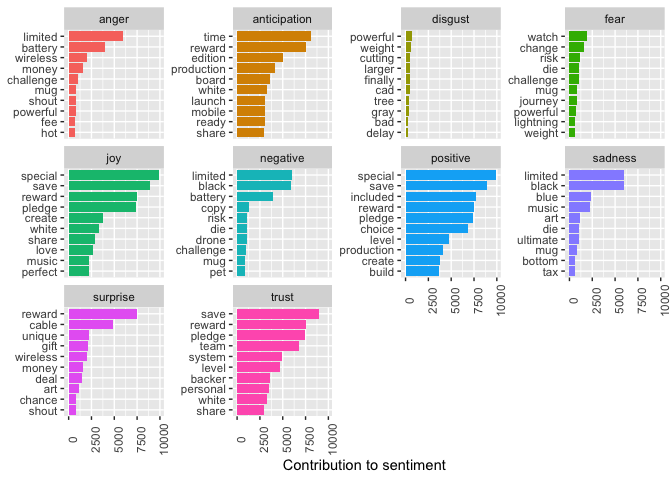 anger
limited
battery
wireless
money
challenge
mug
shout
powerful
fee
hot
anticipation
time
reward
edition
production
board
white
launch
mobile
ready
share
disgust
powerful
weight
cutting
larger
finally
cad
tree
gray
bad
delay
fear
watch
change
risk
die
challenge
mug
journey
powerful
lightning
weight
joy
special
save
reward
pledge
create
white
share
love
music
perfect
negative
limited
black
battery
copy
risk
die
drone
challenge
mug
pet
positive
special
save
included
reward
pledge
choice
level
production
create
build
0
2500
5000
7500
10000
sadness
limited
black
blue
music
art
die
ultimate
mug
bottom
tax
0
2500
5000
7500
10000
surprise
reward
cable
unique
gift
wireless
money
deal
art
chance
shout
0
2500
5000
7500
10000
trust
save
reward
pledge
team
system
level
backer
personal
white
share
0
2500
5000
7500
10000
Contribution to sentiment